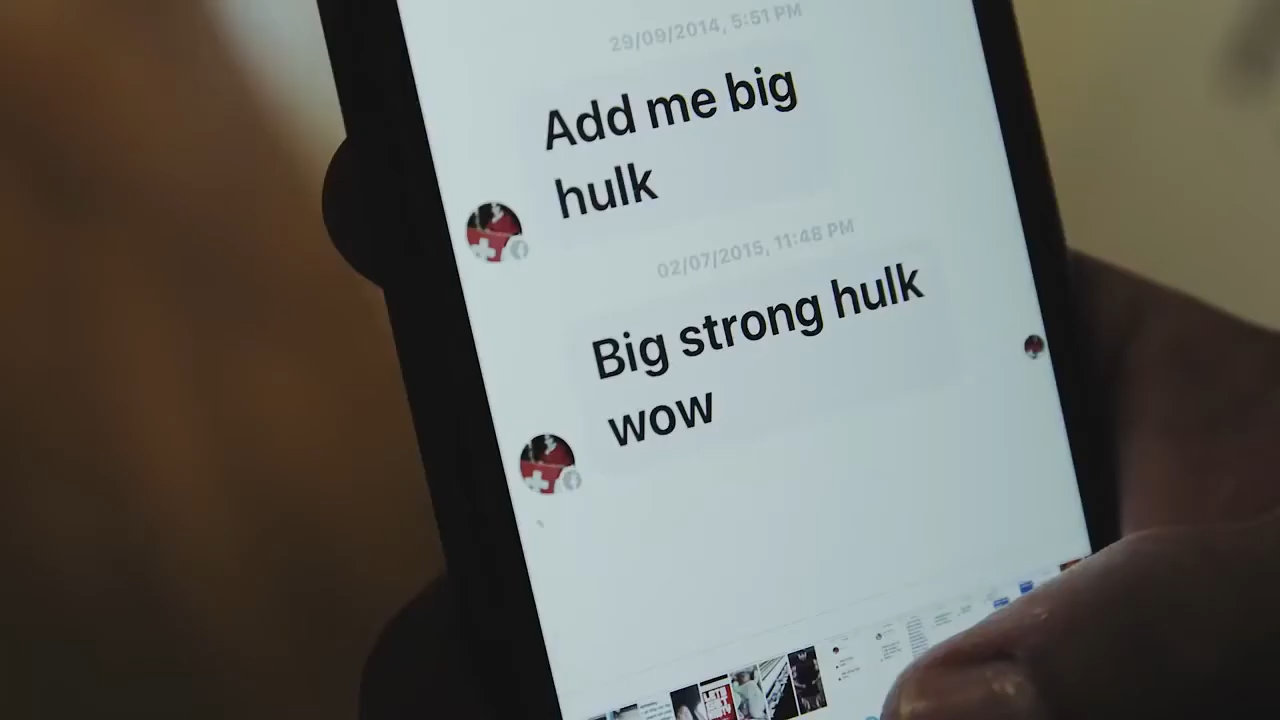 29/09/2014, 5:51 PM
Add me big
hulk
02/07/2015, 11:48 PM
Big strong hulk
wow